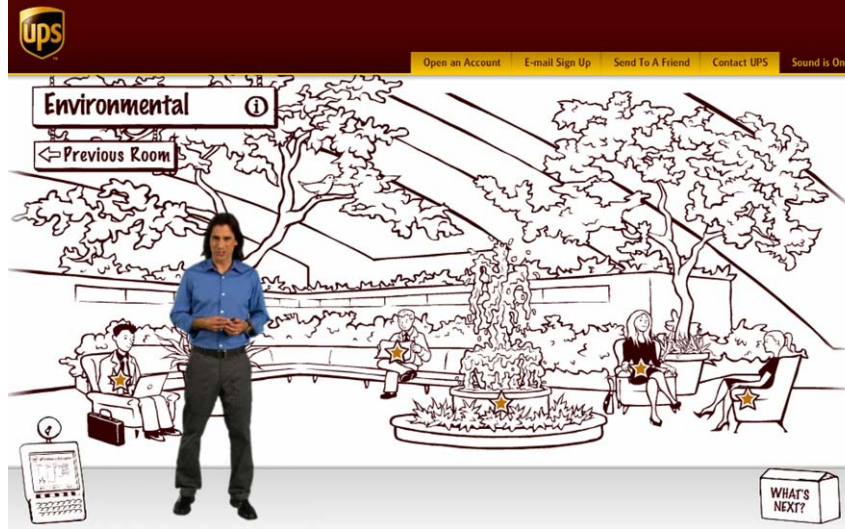 ups
Open an Account
E-mail Sign Up
Send To A Friend
Contact UPS
Sound is On
Environmental
i
Previous Room
WHAT'S
NEXT?